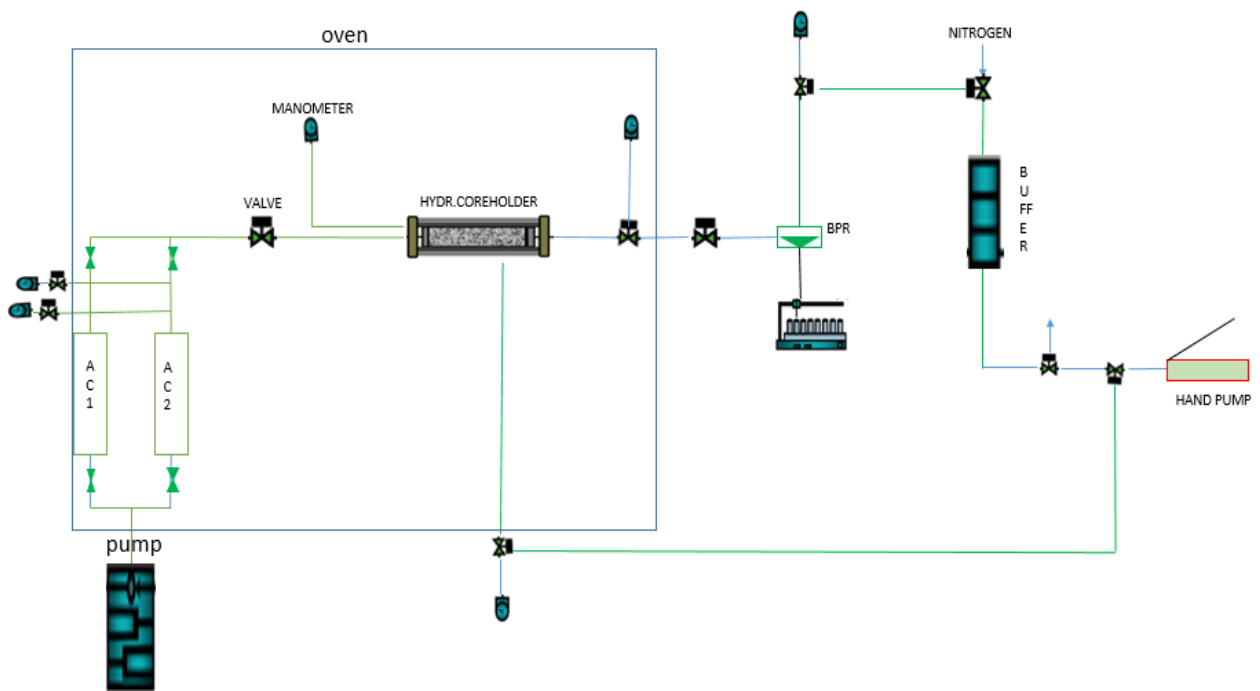 oven
NITROGEN
MANOMETER
B
U
FF
E
R
VALVE
HYDR.COREHOLDER
BPR
A
C
1
A
C
2
HAND PUMP
pump